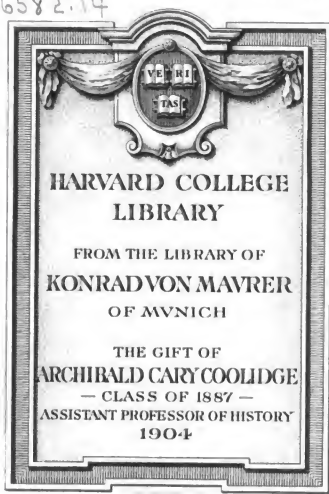 6582.14
VE RI
TAS
HARVARD COLLEGE
LIBRARY
FROM THE LIBRARY OF
KONRAD VON MAVRER
OF MVNICH
THE GIFT OF
ARCHIBALD CARY COOLIDGE
— CLASS OF 1887 —
ASSISTANT PROFESSOR OF HISTORY
1904